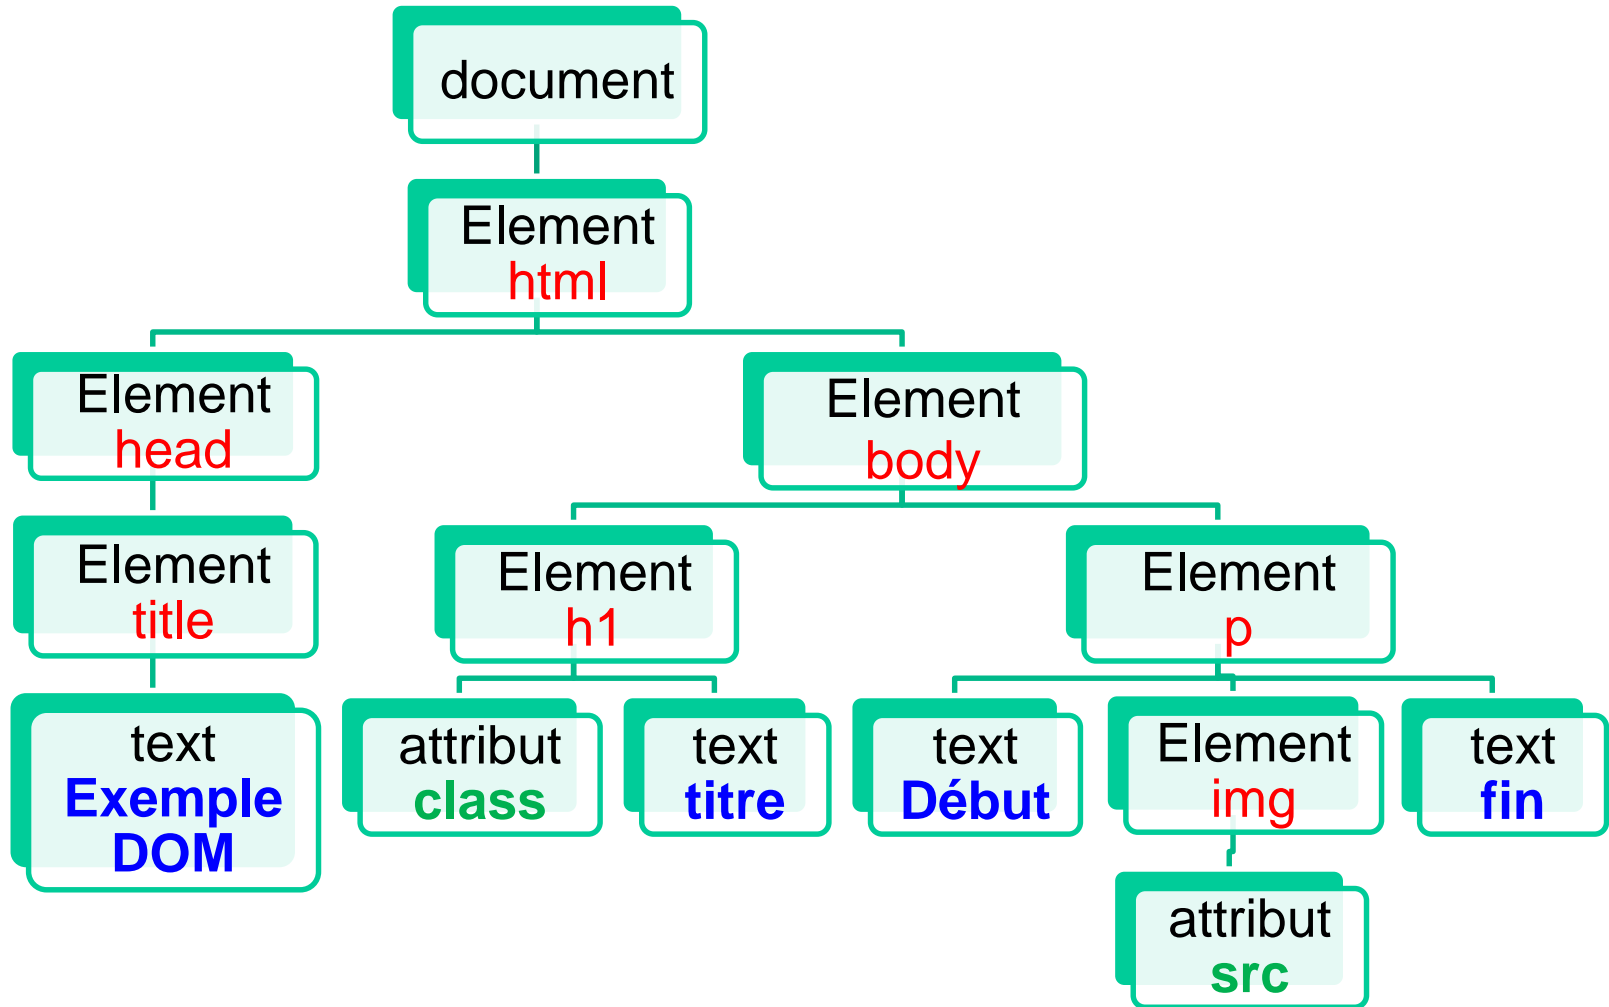 document
Element
html
Element
head
Element
body
Element
title
Element
h1
Element
p
text
Exemple
DOM
attribut
class
text
titre
text
Début
Element
img
text
fin
attribut
src